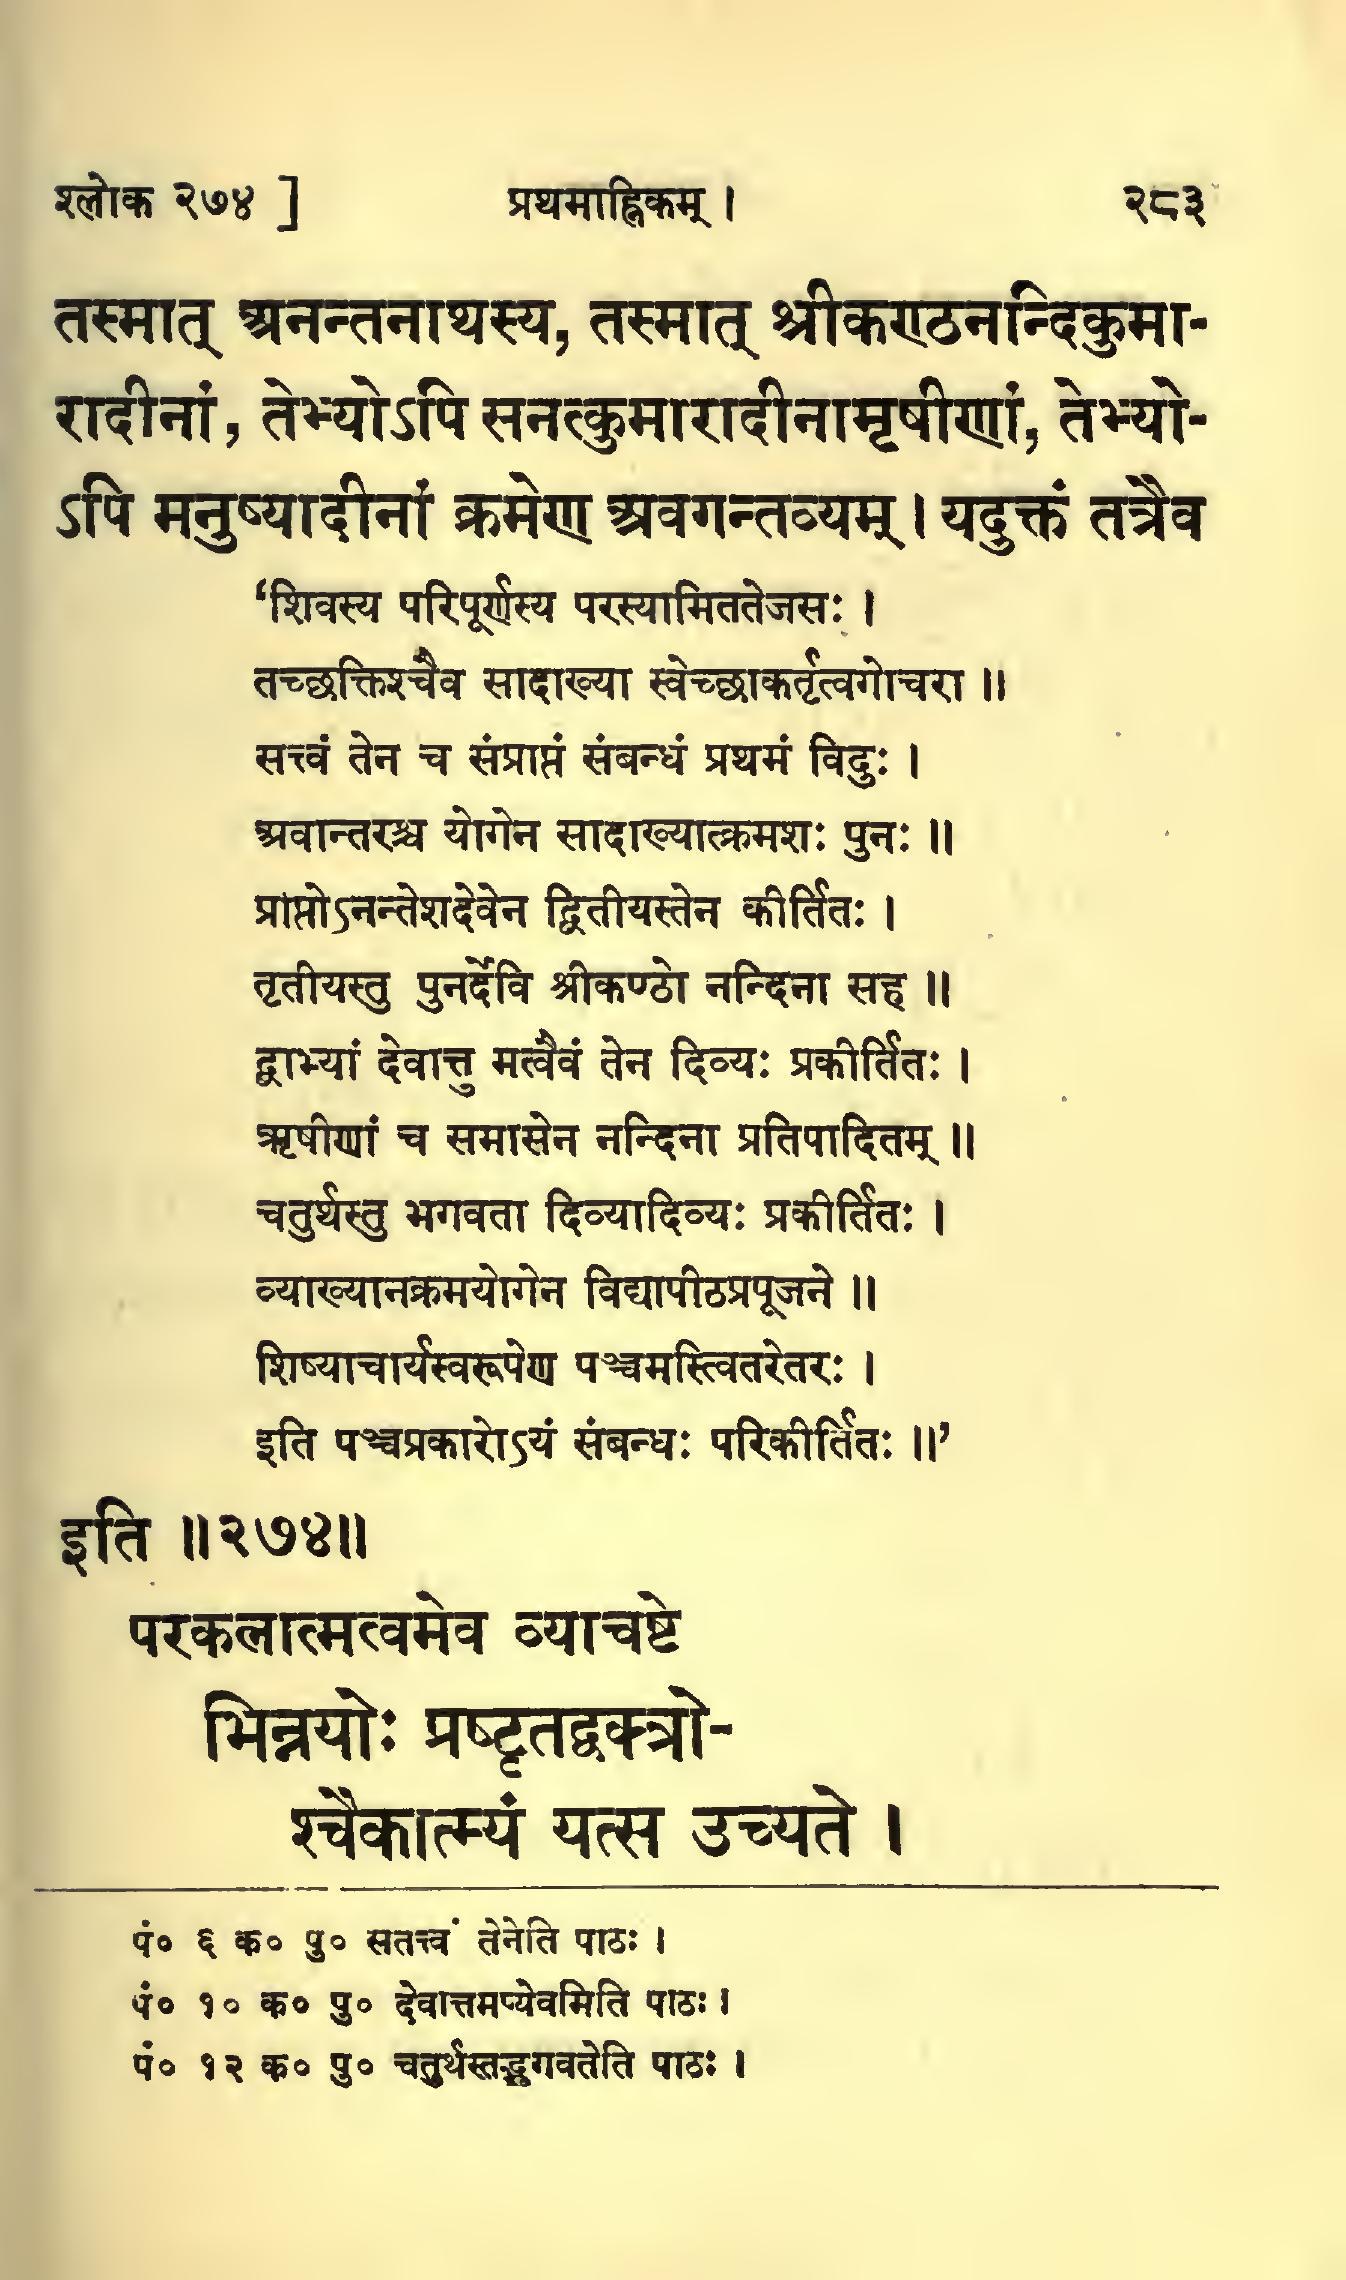 श्लोक २७४ ] प्रथमाह्निकम् । २८३
तस्मात् अनन्तनाथस्य, तस्मात् श्रीकण्ठनन्दिकुमा-
रादीनां, तेभ्योऽपि सनत्कुमारादीनामृषीणां, तेभ्यो-
ऽपि मनुष्यादीनां क्रमेण अवगन्तव्यम् । यदुक्तं तत्रैव
‘शिवस्य परिपूर्णस्य परस्यामिततेजसः ।
तच्छक्तिश्चैव सादाख्या स्वेच्छाकर्तृत्वगोचरा ॥
सत्त्वं तेन च संप्राप्तं संबन्धं प्रथमं विदुः ।
अवान्तरश्च योगेन सादाख्यात्क्रमशः पुनः ॥
प्राप्तोऽनन्तेशदेवेन द्वितीयस्तेन कीर्तितः ।
तृतीयस्तु पुनर्देवि श्रीकण्ठो नन्दिना सह ॥
द्वाभ्यां देवात्तु मत्वैवं तेन दिव्यः प्रकीर्तितः ।
ऋषीणां च समासेन नन्दिना प्रतिपादितम् ॥
चतुर्थस्तु भगवता दिव्यादिव्यः प्रकीर्तितः ।
व्याख्यानक्रमयोगेन विद्यापीठप्रपूजने ॥
शिष्याचार्यस्वरूपेण पञ्चमस्त्वितरेतरः ।
इति पञ्चप्रकारोऽयं संबन्धः परिकीर्तितः ॥’
इति ॥२७४॥
परकलात्मत्वमेव व्याचष्टे
भिन्नयोः प्रष्टृतद्वक्त्रो-
श्चैकात्म्यं यत्स उच्यते ।
पं० ६ क० पु० सतत्त्वं तेनेति पाठः ।
पं० १० क० पु० देवात्तमप्येवमिति पाठः ।
पं० १२ क० पु० चतुर्थस्तद्भगवतेति पाठः ।